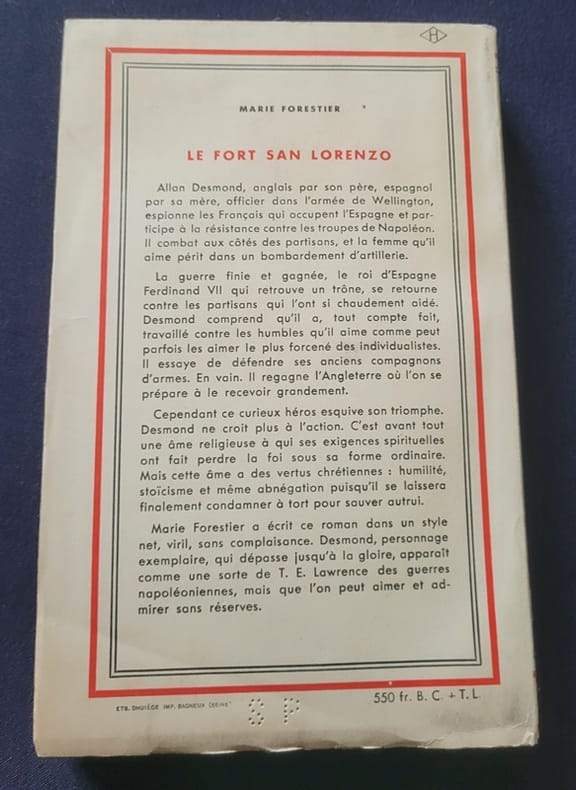 H
MARIE FORESTIER
LE FORT SAN LORENZO
Allan Desmond, anglais par son père, espagnol
par sa mère, officier dans l'armée de Wellington,
espionne les Français qui occupent l'Espagne et par-
ticipe à la résistance contre les troupes de Napoléon.
Il combat aux côtés des partisans, et la femme qu'il
aime périt dans un bombardement d'artillerie.
La guerre finie et gagnée, le roi d'Espagne
Ferdinand VII qui retrouve un trône, se retourne
contre les partisans qui l'ont si chaudement aidé.
Desmond comprend qu'il a, tout compte fait,
travaillé contre les humbles qu'il aime comme peut
parfois les aimer le plus forcené des individualistes.
Il essaye de défendre ses anciens compagnons
d'armes. En vain. Il regagne l'Angleterre où l'on se
prépare à le recevoir grandement.
Cependant ce curieux héros esquive son triomphe.
Desmond ne croit plus à l'action. C'est avant tout
une âme religieuse à qui ses exigences spirituelles
ont fait perdre la foi sous sa forme ordinaire.
Mais cette âme a des vertus chrétiennes : humilité,
stoïcisme et même abnégation puisqu'il se laissera
finalement condamner à tort pour sauver autrui.
Marie Forestier a écrit ce roman dans un style
net, viril, sans complaisance. Desmond, personnage
exemplaire, qui dépasse jusqu'à la gloire, apparaît
comme une sorte de T. E. Lawrence des guerres
napoléoniennes, mais que l'on peut aimer et ad-
mirer sans réserves.
ETS. DHUIÈGE IMP. BAGNEUX (SEINE)
S P
550 fr. B. C. + T. L.